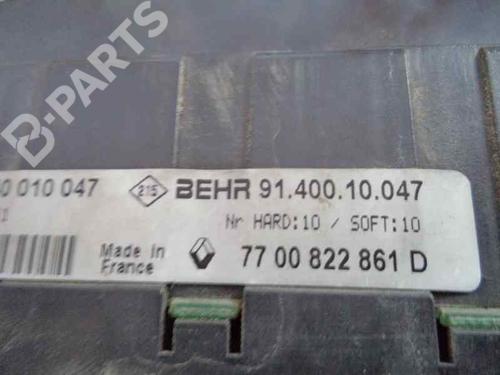 B-PARTS
0 010 047
215
BEHR 91.400.10.047
Nr HARD:10 / SOFT:10
Made in
France
77 00 822 861 D